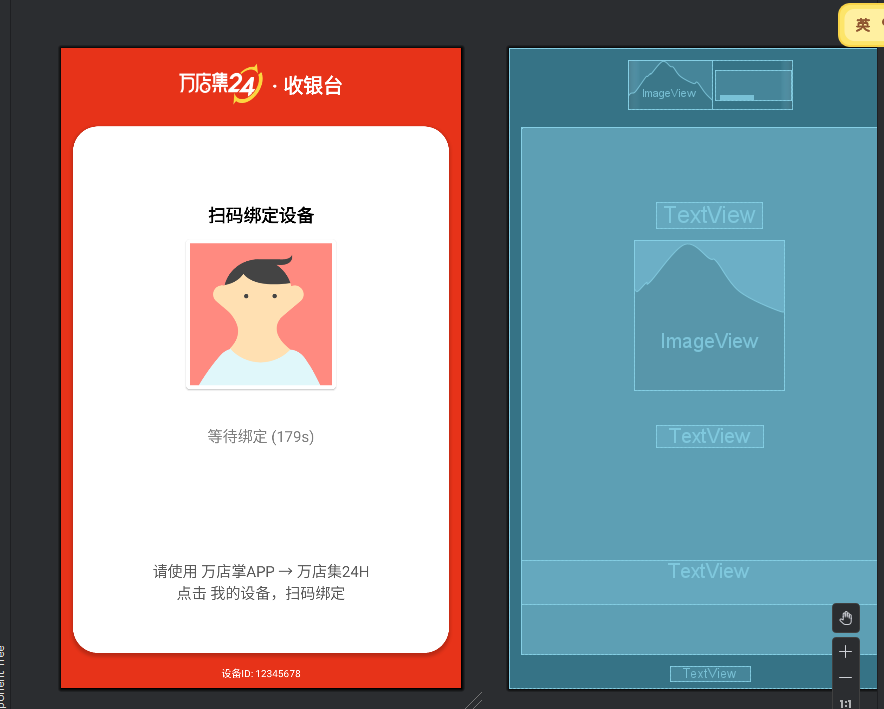 英
万店集24 · 收银台
ImageView
扫码绑定设备
TextView
ImageView
等待绑定 (179s)
TextView
请使用 万店掌APP → 万店集24H
点击 我的设备，扫码绑定
TextView
设备ID: 12345678
TextView
1:1